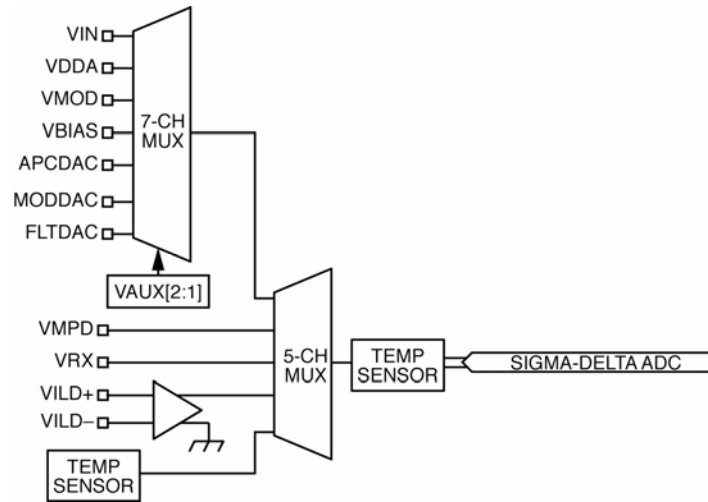 VIN
VDDA
VMOD
VBIAS
APCDAC
MODDAC
FLTDAC
7-CH
MUX
VAUX[2:1]
VMPD
VRX
VILD+
VILD−
TEMP
SENSOR
5-CH
MUX
TEMP
SENSOR
SIGMA-DELTA ADC